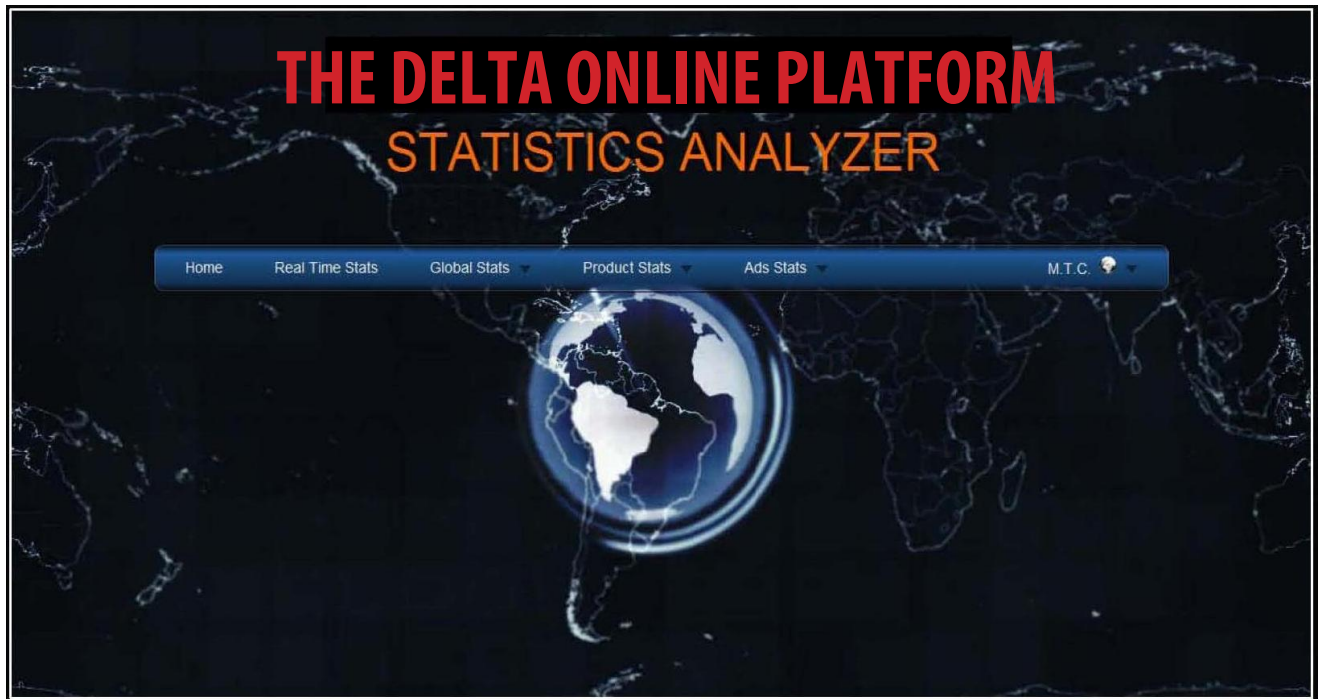 THE DELTA ONLINE PLATFORM
STATISTICS ANALYZER
Home Real Time Stats Global Stats Product Stats Ads Stats M.T.C.